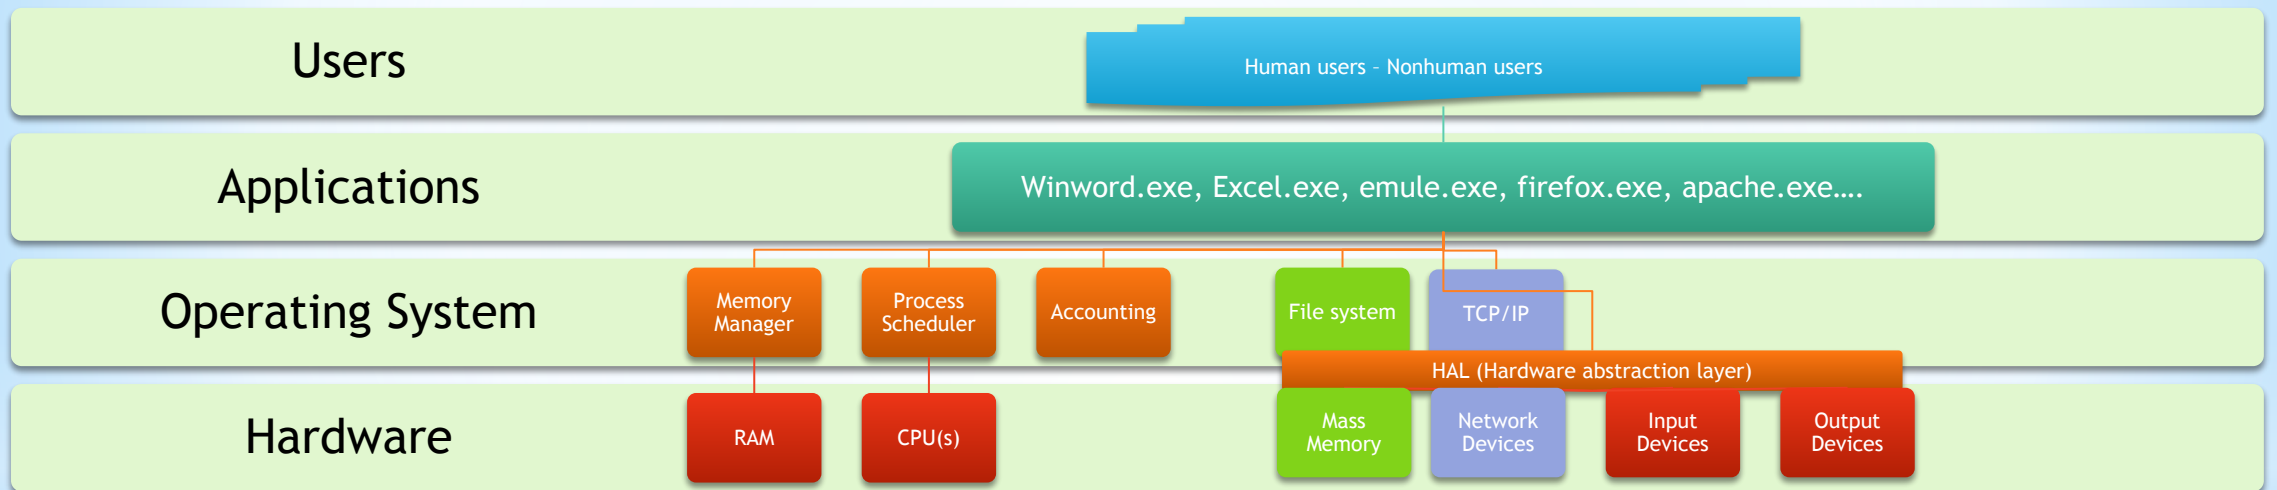 Users
Human users – Nonhuman users
Applications
Winword.exe, Excel.exe, emule.exe, firefox.exe, apache.exe….
Operating System
Memory
Manager
Process
Scheduler
Accounting
File system
TCP/IP
HAL (Hardware abstraction layer)
Hardware
RAM
CPU(s)
Mass
Memory
Network
Devices
Input
Devices
Output
Devices